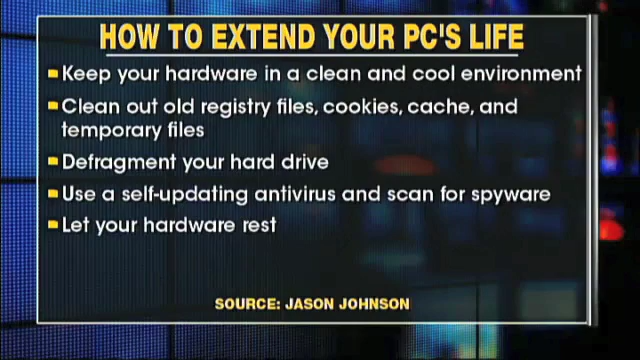 HOW TO EXTEND YOUR PC'S LIFE
Keep your hardware in a clean and cool environment
Clean out old registry files, cookies, cache, and
temporary files
Defragment your hard drive
Use a self-updating antivirus and scan for spyware
Let your hardware rest
SOURCE: JASON JOHNSON